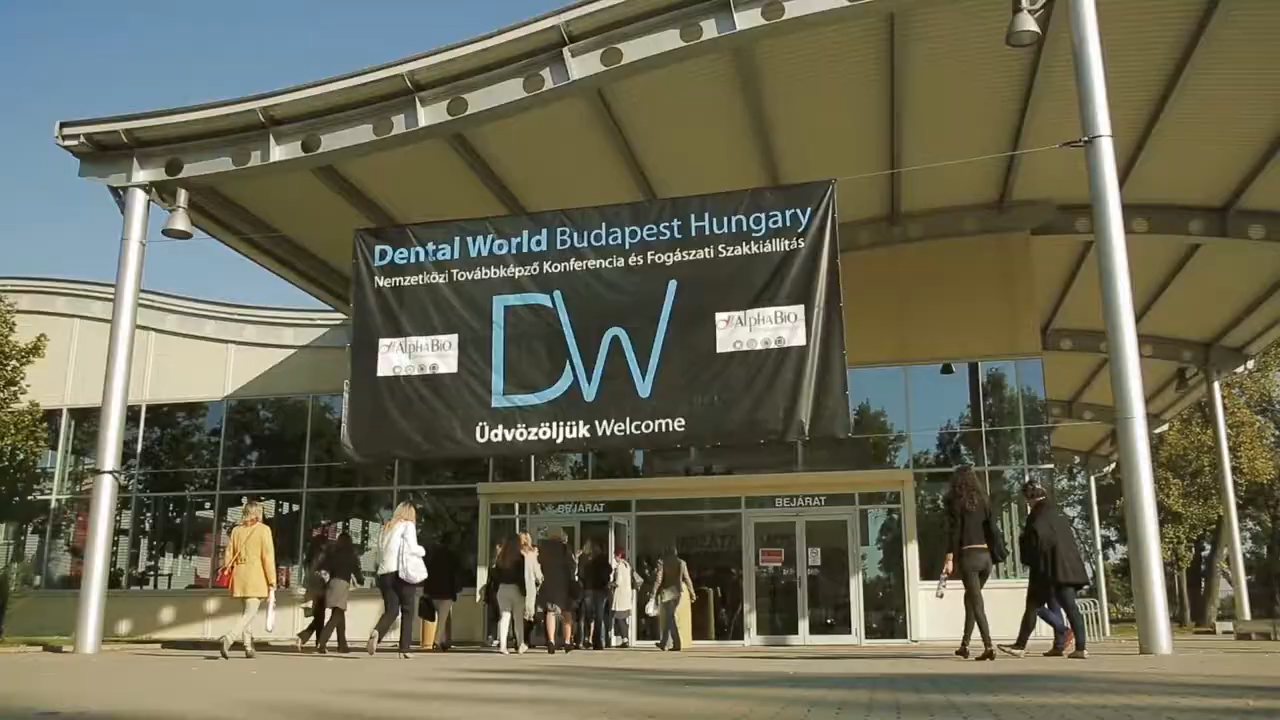 Dental World Budapest Hungary
Nemzetközi Továbbképző Konferencia és Fogászati Szakkiállítás
DW
AlphaBio
AlphaBio
Üdvözöljük Welcome
BEJÁRAT
BEJÁRAT